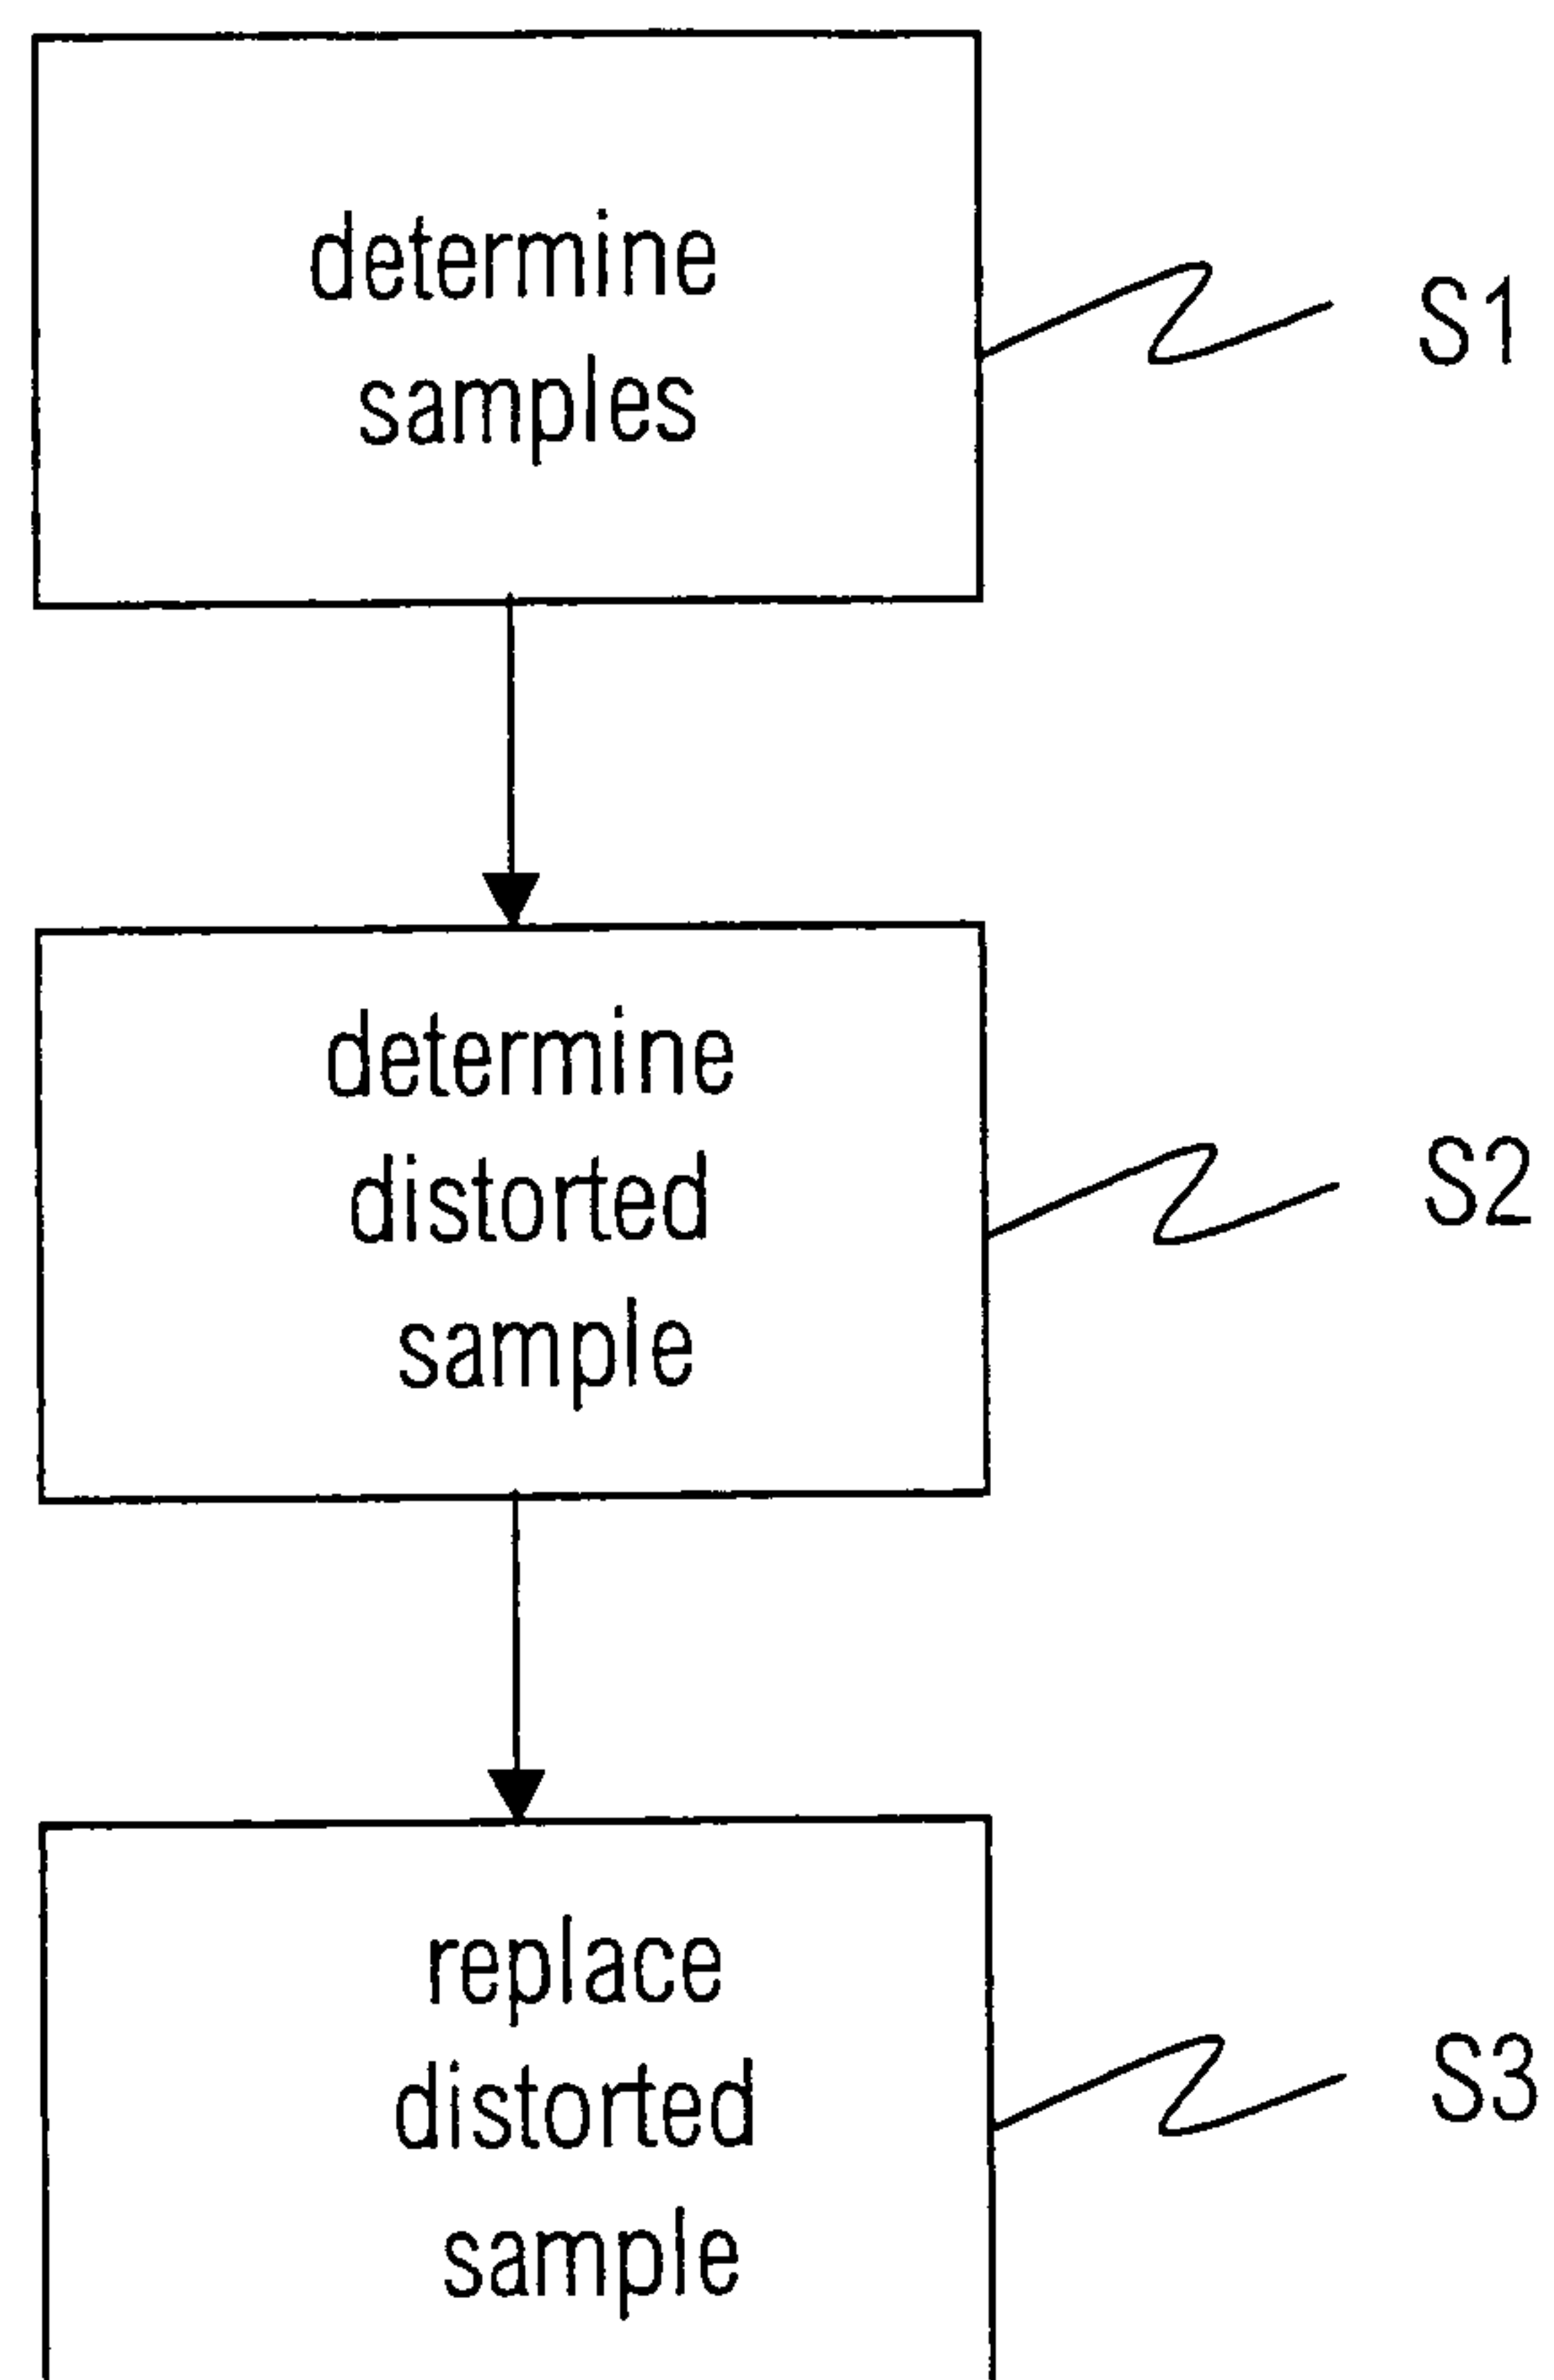 determine
samples
S1
determine
distorted
sample
S2
replace
distorted
sample
S3